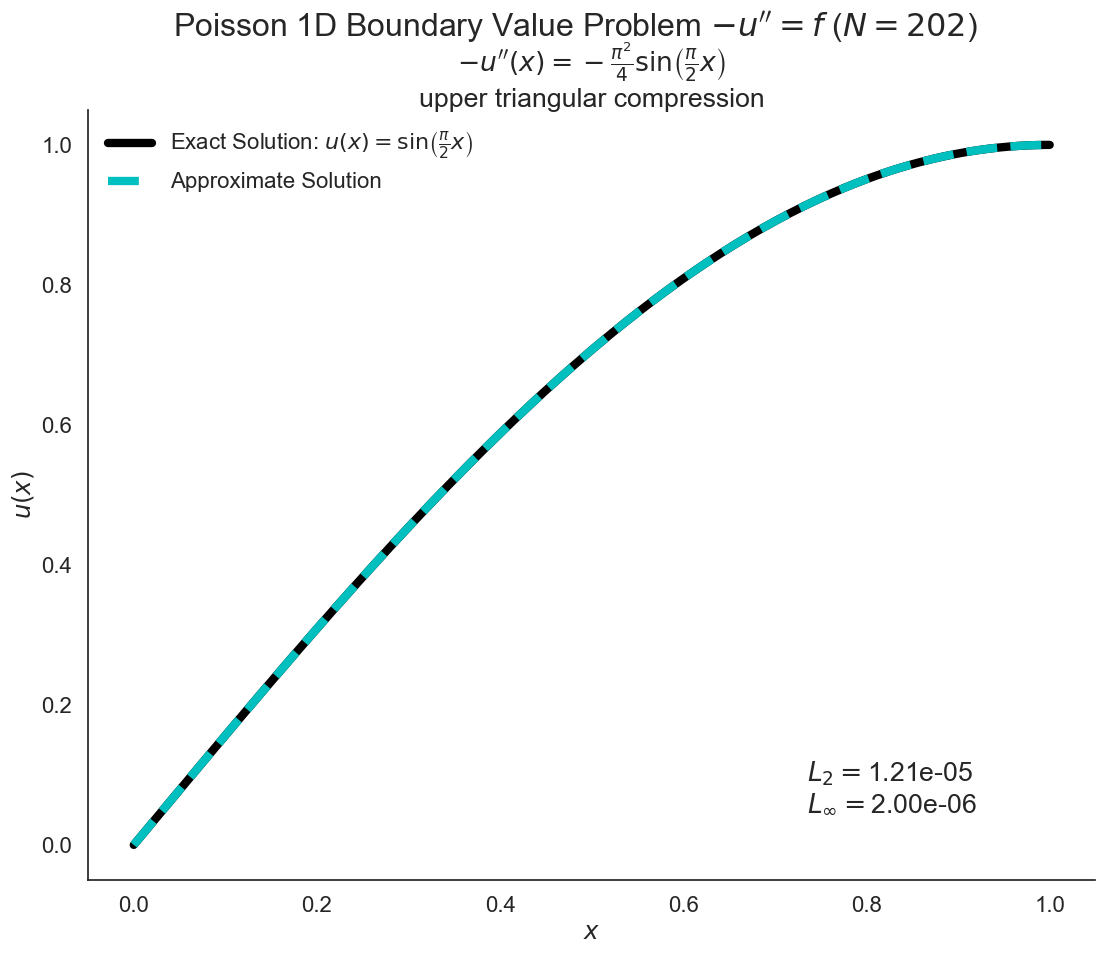 Poisson 1D Boundary Value Problem −u′′ = f (N = 202)
−u′′(x) = −π²/4 sin(π/2 x)
upper triangular compression
Exact Solution: u(x) = sin(π/2 x)
Approximate Solution
1.0
0.8
0.6
0.4
0.2
0.0
u(x)
L₂ = 1.21e-05
L∞ = 2.00e-06
0.0 0.2 0.4 0.6 0.8 1.0
x